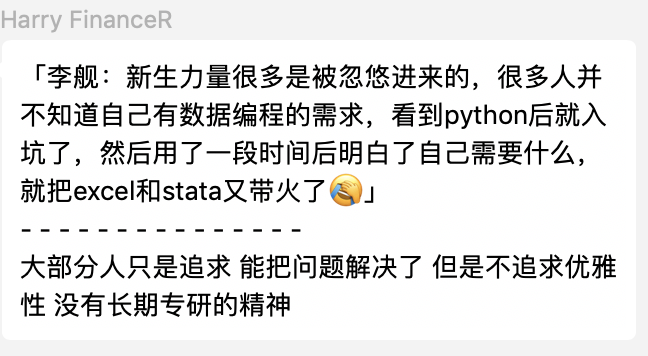 Harry FinanceR
「李舰：新生力量很多是被忽悠进来的，很多人并
不知道自己有数据编程的需求，看到python后就入
坑了，然后用了一段时间后明白了自己需要什么，
就把excel和stata又带火了🤦」
- - - - - - - - - - - - - - -
大部分人只是追求 能把问题解决了 但是不追求优雅
性 没有长期专研的精神